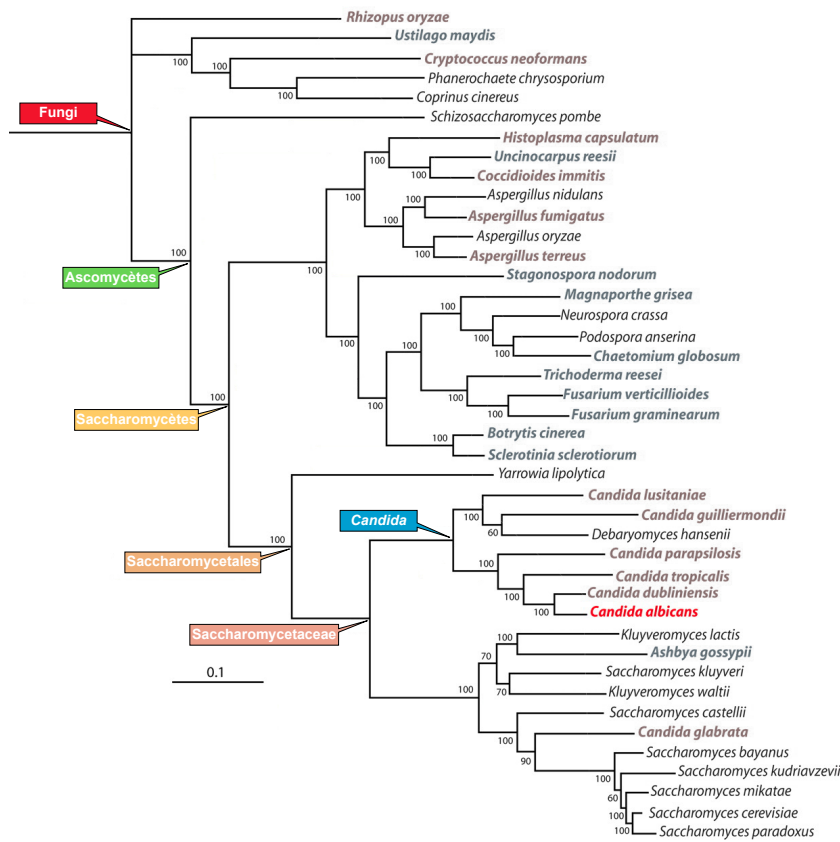 Rhizopus oryzae
Ustilago maydis
100
Cryptococcus neoformans
100
Phanerochaete chrysosporium
100
Coprinus cinereus
Fungi
Schizosaccharomyces pombe
Histoplasma capsulatum
100
Uncinocarpus reesii
100
Coccidioides immitis
100
Aspergillus nidulans
100
Aspergillus fumigatus
100
Aspergillus oryzae
100
Aspergillus terreus
100
Ascomycètes
100
Stagonospora nodorum
Magnaporthe grisea
100
Neurospora crassa
100
Podospora anserina
100
Chaetomium globosum
100
100
Trichoderma reesei
100
Fusarium verticillioides
100
Fusarium graminearum
100
Saccharomycètes
100
Botrytis cinerea
100
Sclerotinia sclerotiorum
Yarrowia lipolytica
Candida lusitaniae
100
Candida guilliermondii
60
Debaryomyces hansenii
Candida
100
Saccharomycetales
100
Candida parapsilosis
100
Candida tropicalis
100
Candida dubliniensis
100
Candida albicans
Saccharomycetaceae
Kluyveromyces lactis
100
Ashbya gossypii
70
Saccharomyces kluyveri
70
Kluyveromyces waltii
0.1
100
Saccharomyces castellii
100
Candida glabrata
90
Saccharomyces bayanus
100
Saccharomyces kudriavzevii
60
Saccharomyces mikatae
100
Saccharomyces cerevisiae
100
Saccharomyces paradoxus